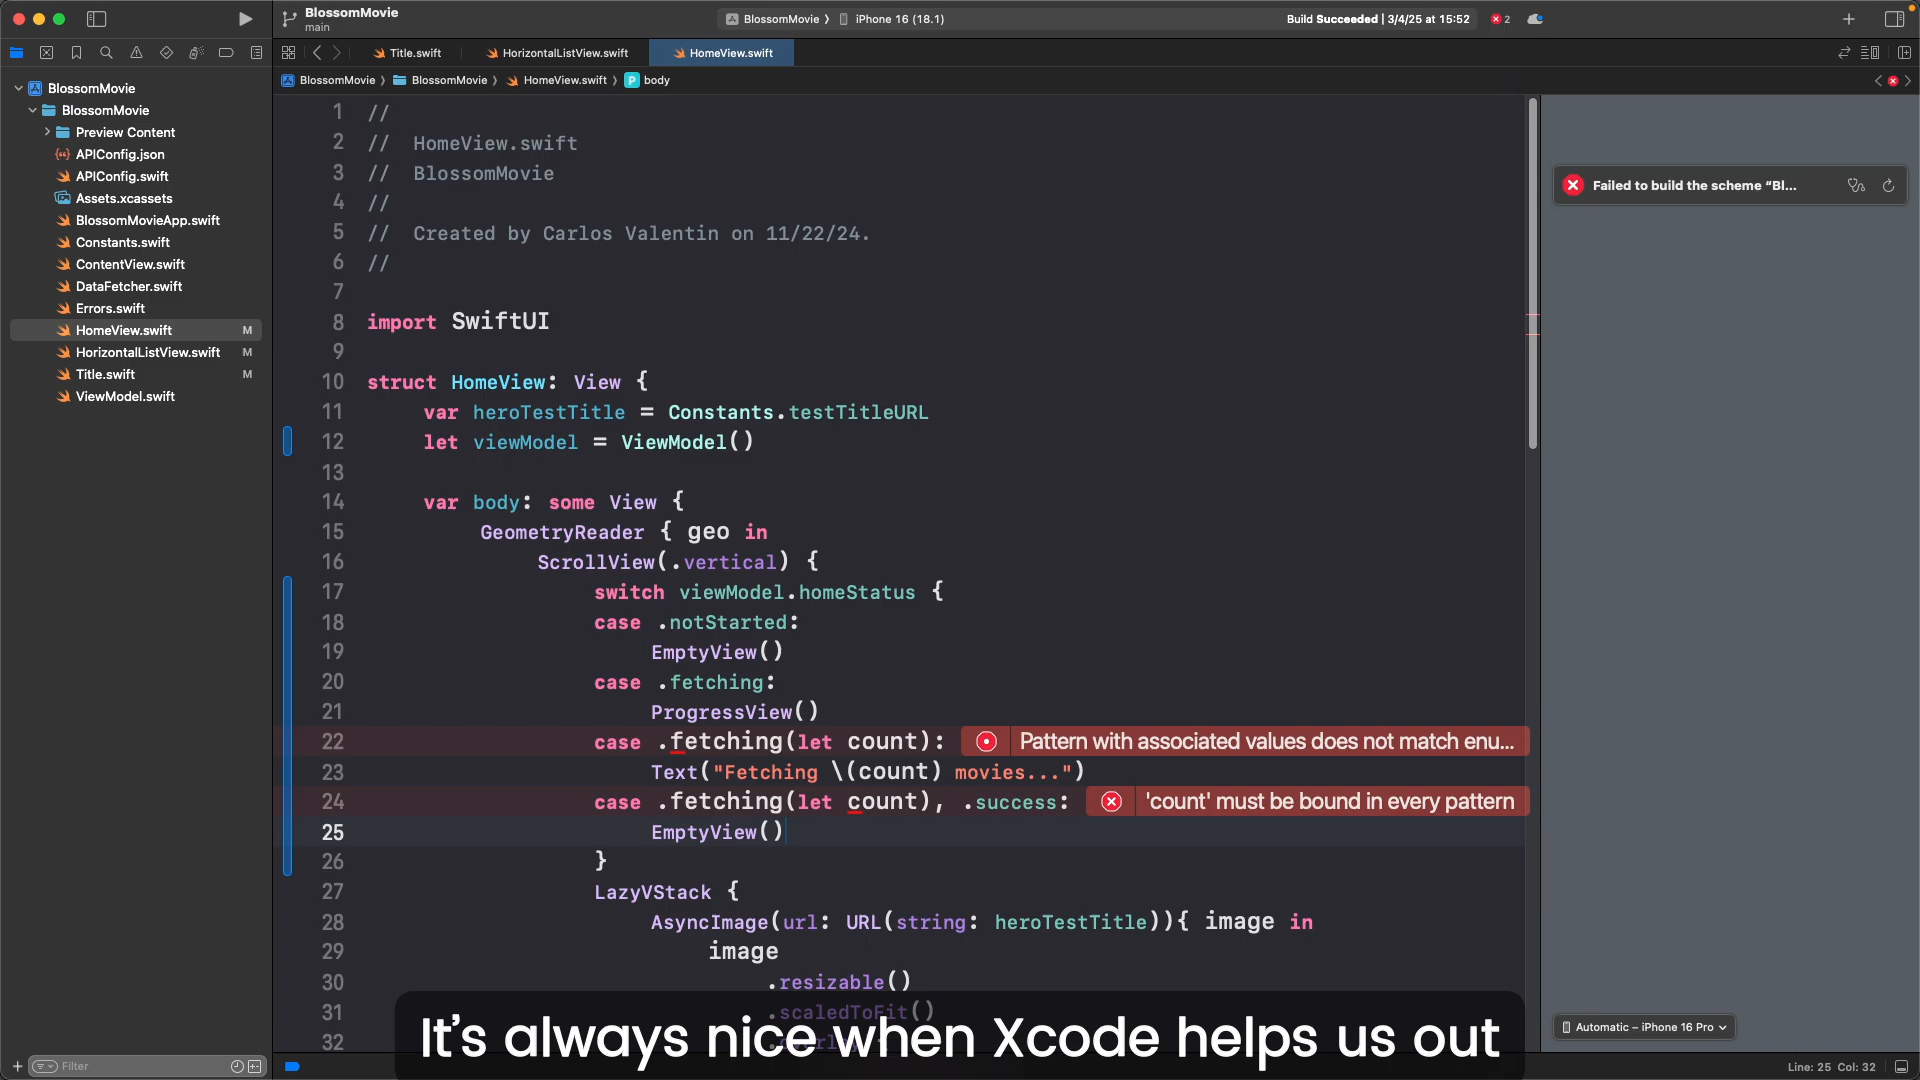 BlossomMovie
main
BlossomMovie
iPhone 16 (18.1)
Build Succeeded | 3/4/25 at 15:52
2
Title.swift
HorizontalListView.swift
HomeView.swift
BlossomMovie
BlossomMovie
HomeView.swift
P body
BlossomMovie
BlossomMovie
Preview Content
APIConfig.json
APIConfig.swift
Assets.xcassets
BlossomMovieApp.swift
Constants.swift
ContentView.swift
DataFetcher.swift
Errors.swift
HomeView.swift M
HorizontalListView.swift M
Title.swift M
ViewModel.swift
Filter
1 //
2 //  HomeView.swift
3 //  BlossomMovie
4 //
5 //  Created by Carlos Valentin on 11/22/24.
6 //
7
8 import SwiftUI
9
10 struct HomeView: View {
11 var heroTestTitle = Constants.testTitleURL
12 let viewModel = ViewModel()
13
14 var body: some View {
15 GeometryReader { geo in
16 ScrollView(.vertical) {
17 switch viewModel.homeStatus {
18 case .notStarted:
19 EmptyView()
20 case .fetching:
21 ProgressView()
22 case .fetching(let count): Pattern with associated values does not match enu...
23 Text("Fetching \(count) movies...")
24 case .fetching(let count), .success: 'count' must be bound in every pattern
25 EmptyView()
26 }
27 LazyVStack {
28 AsyncImage(url: URL(string: heroTestTitle)){ image in
29 image
30 .resizable()
31 .scaledToFit()
32
It's always nice when Xcode helps us out
Failed to build the scheme “Bl...
Automatic – iPhone 16 Pro
Line: 25 Col: 32